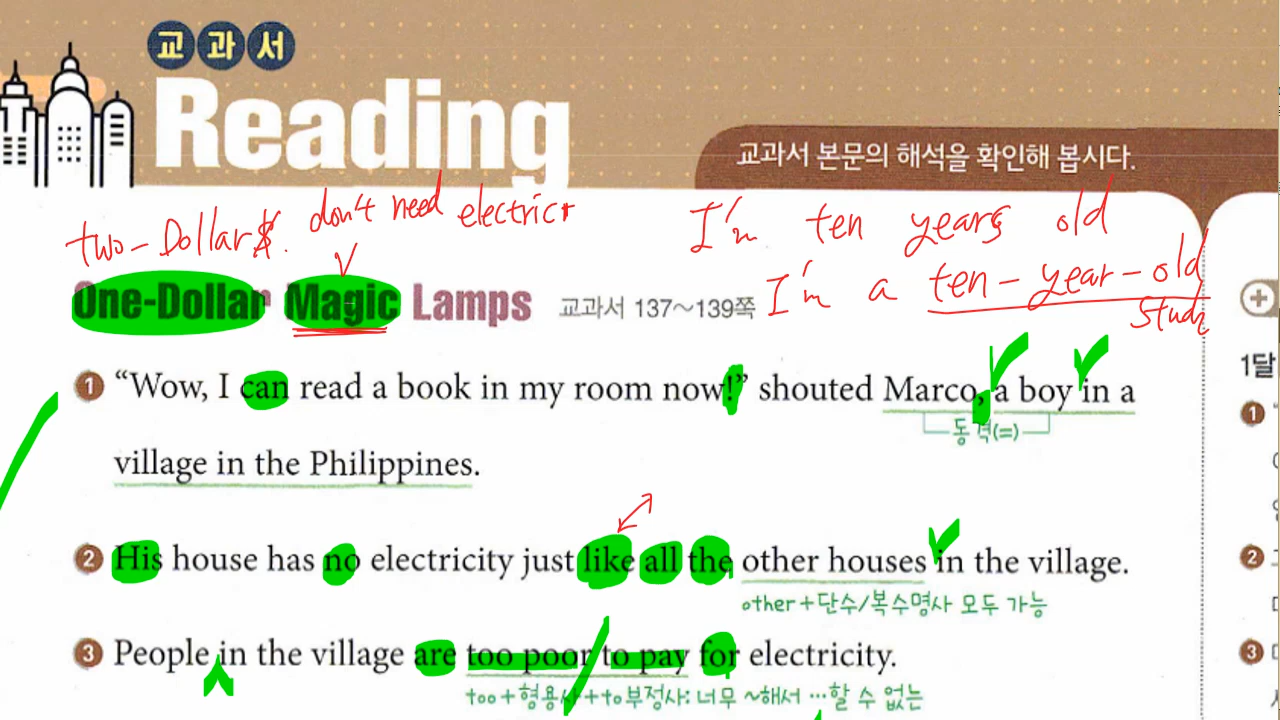 교과서
Reading
교과서 본문의 해석을 확인해 봅시다.
two-Dollar don't need electric
I'm ten years old
I'm a ten-year-old
One-Dollar Magic Lamps 교과서 137~139쪽
1 “Wow, I can read a book in my room now!” shouted Marco, a boy in a
동격(=)
village in the Philippines.
2 His house has no electricity just like all the other houses in the village.
other+단수/복수명사 모두 가능
3 People in the village are too poor to pay for electricity.
too+형용사+to부정사: 너무 ~해서 …할 수 없는
1달
1
2
3